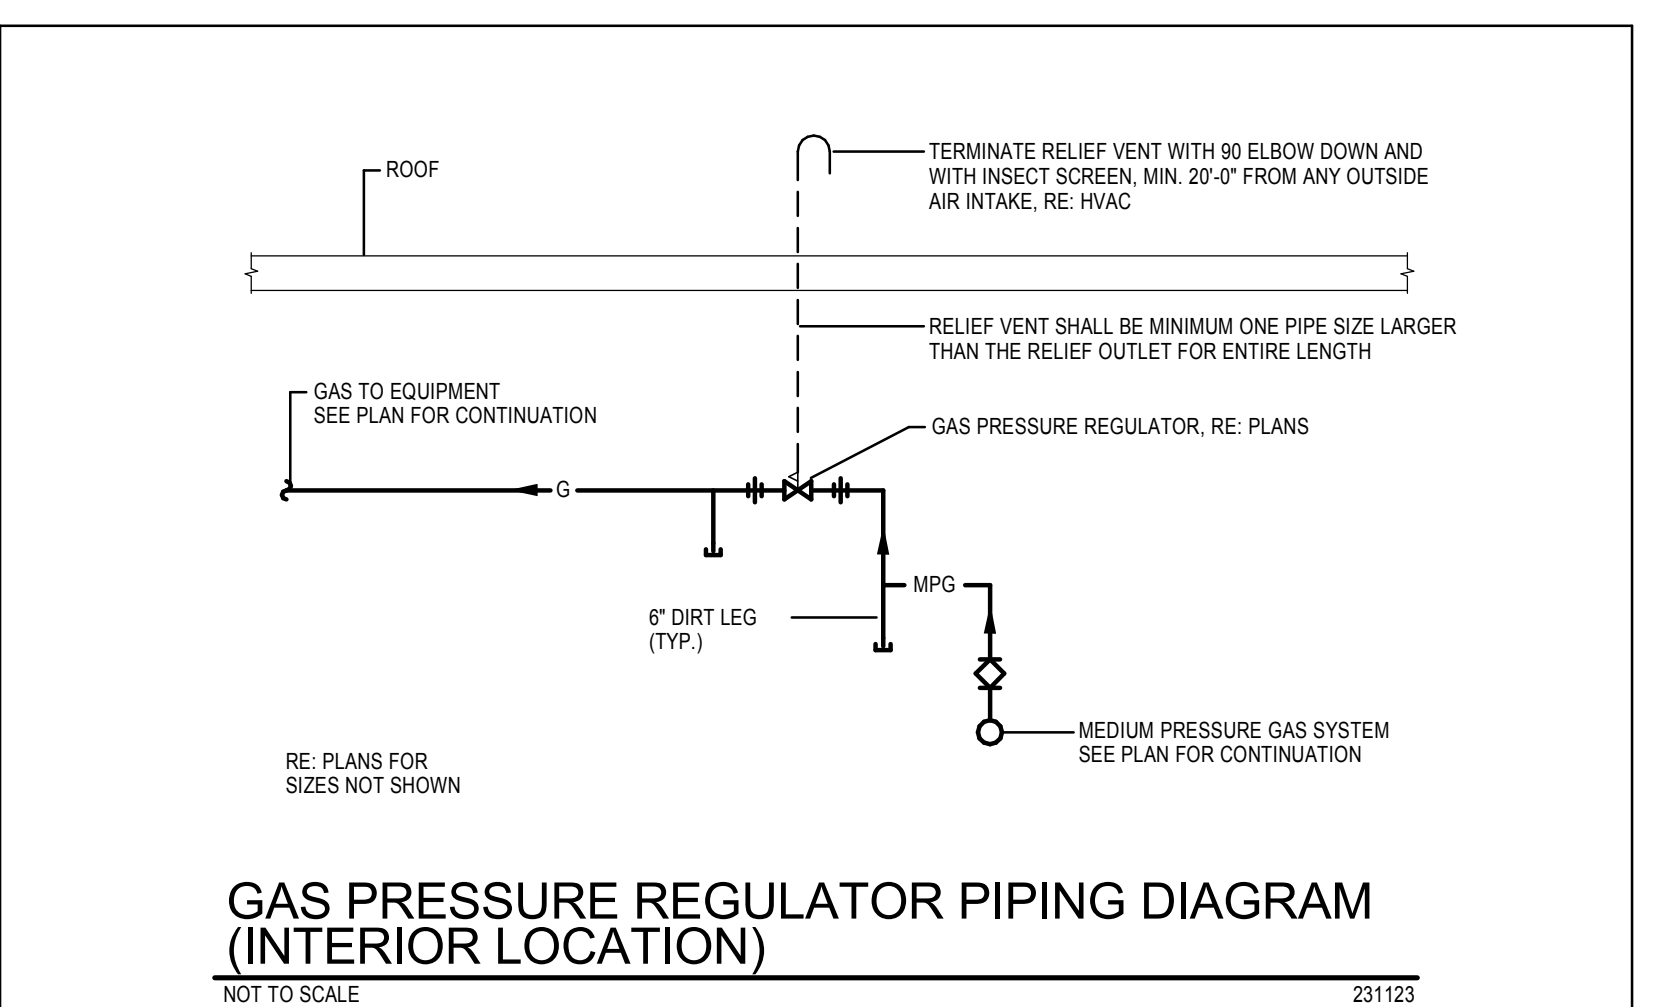 ROOF
TERMINATE RELIEF VENT WITH 90 ELBOW DOWN AND
WITH INSECT SCREEN, MIN. 20'-0" FROM ANY OUTSIDE
AIR INTAKE, RE: HVAC
RELIEF VENT SHALL BE MINIMUM ONE PIPE SIZE LARGER
THAN THE RELIEF OUTLET FOR ENTIRE LENGTH
GAS TO EQUIPMENT
SEE PLAN FOR CONTINUATION
GAS PRESSURE REGULATOR, RE: PLANS
G
MPG
6" DIRT LEG
(TYP.)
MEDIUM PRESSURE GAS SYSTEM
SEE PLAN FOR CONTINUATION
RE: PLANS FOR
SIZES NOT SHOWN
GAS PRESSURE REGULATOR PIPING DIAGRAM
(INTERIOR LOCATION)
NOT TO SCALE
231123